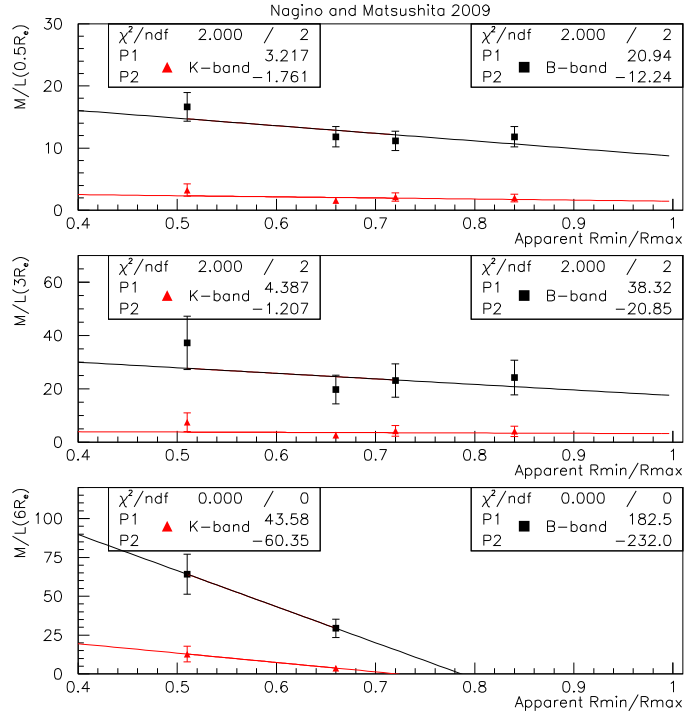 Nagino and Matsushita 2009
M/L(0.5Re)
30
20
10
0
χ²/ndf 2.000 / 2
P1 3.217
P2 −1.761
K−band
χ²/ndf 2.000 / 2
P1 20.94
P2 −12.24
B−band
0.4 0.5 0.6 0.7 0.8 0.9 1
Apparent Rmin/Rmax
M/L(3Re)
60
40
20
0
χ²/ndf 2.000 / 2
P1 4.387
P2 −1.207
K−band
χ²/ndf 2.000 / 2
P1 38.32
P2 −20.85
B−band
0.4 0.5 0.6 0.7 0.8 0.9 1
Apparent Rmin/Rmax
M/L(6Re)
100
75
50
25
0
χ²/ndf 0.000 / 0
P1 43.58
P2 −60.35
K−band
χ²/ndf 0.000 / 0
P1 182.5
P2 −232.0
B−band
0.4 0.5 0.6 0.7 0.8 0.9 1
Apparent Rmin/Rmax